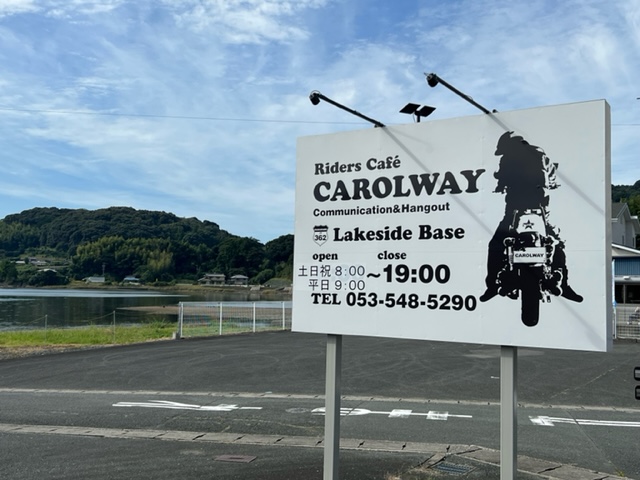 Riders Café
CAROLWAY
Communication&Hangout
362 Lakeside Base
open close
土日祝 8:00 ~19:00
平日 9:00
TEL 053-548-5290
CAROLWAY